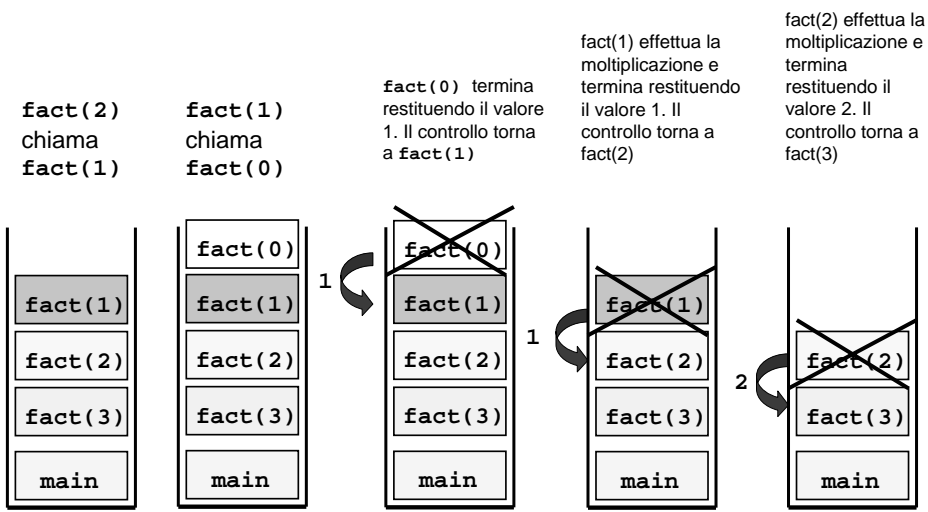 fact(2)
chiama
fact(1)
fact(1)
chiama
fact(0)
fact(0) termina
restituendo il valore
1. Il controllo torna
a fact(1)
fact(1) effettua la
moltiplicazione e
termina restituendo
il valore 1. Il
controllo torna a
fact(2)
fact(2) effettua la
moltiplicazione e
termina
restituendo il
valore 2. Il
controllo torna a
fact(3)
fact(1)
fact(2)
fact(3)
main
fact(0)
fact(1)
fact(2)
fact(3)
main
1
fact(0)
fact(1)
fact(2)
fact(3)
main
1
fact(1)
fact(2)
fact(3)
main
2
fact(2)
fact(3)
main